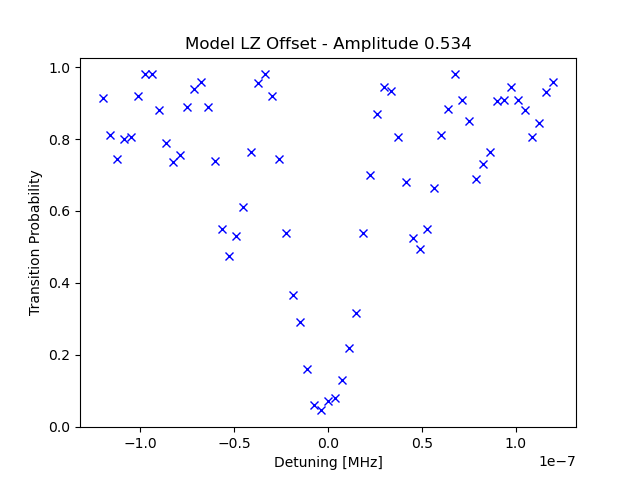 Model LZ Offset - Amplitude 0.534
1.0
0.8
0.6
0.4
0.2
0.0
Transition Probability
−1.0 −0.5 0.0 0.5 1.0
1e−7
Detuning [MHz]